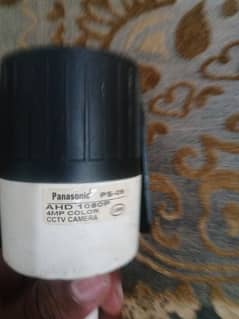 Panasonic
AHD 1080P
4MP COLOR
CCTV CAMERA